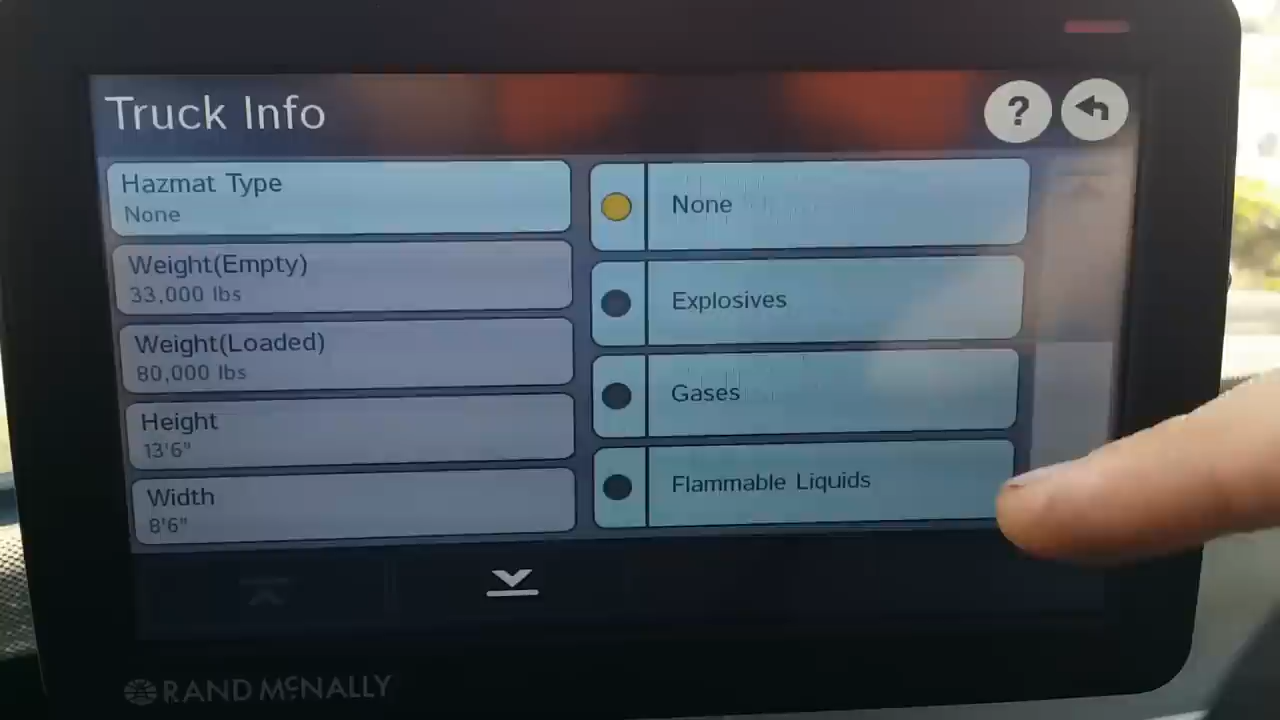 Truck Info
?
Hazmat Type
None
Weight(Empty)
33,000 lbs
Weight(Loaded)
80,000 lbs
Height
13'6"
Width
8'6"
None
Explosives
Gases
Flammable Liquids
RAND MCNALLY